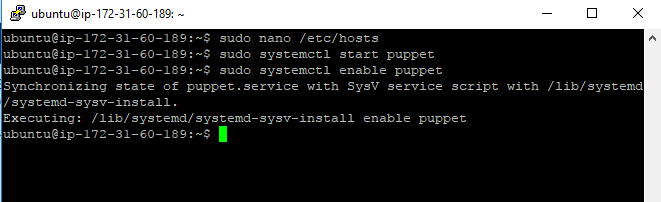 ubuntu@ip-172-31-60-189: ~
ubuntu@ip-172-31-60-189:~$ sudo nano /etc/hosts
ubuntu@ip-172-31-60-189:~$ sudo systemctl start puppet
ubuntu@ip-172-31-60-189:~$ sudo systemctl enable puppet
Synchronizing state of puppet.service with SysV service script with /lib/systemd
/systemd-sysv-install.
Executing: /lib/systemd/systemd-sysv-install enable puppet
ubuntu@ip-172-31-60-189:~$